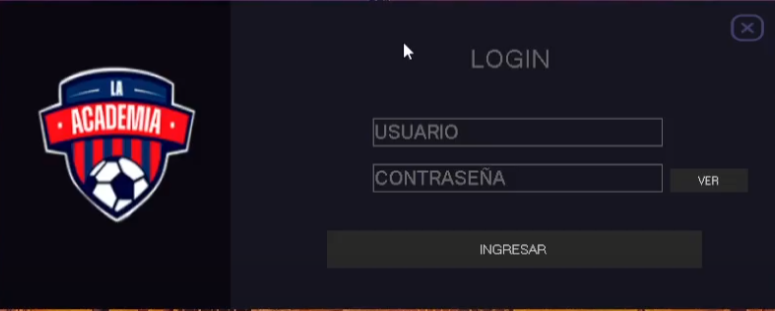 LA
ACADEMIA
LOGIN
USUARIO
CONTRASEÑA
VER
INGRESAR